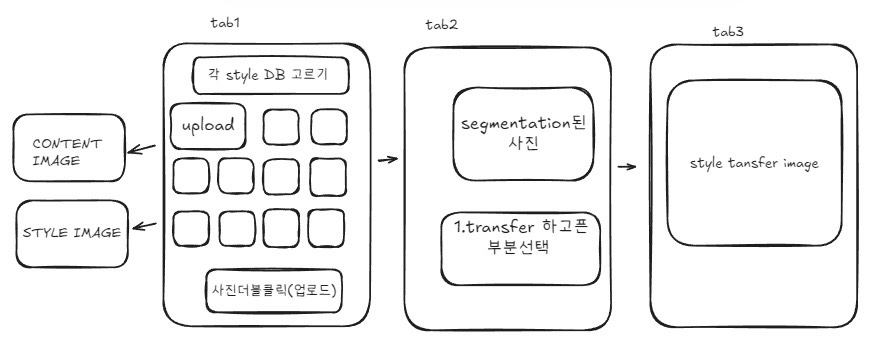 tab1
tab2
tab3
각 style DB 고르기
upload
CONTENT
IMAGE
STYLE IMAGE
사진더블클릭(업로드)
segmentation된
사진
1.transfer 하고픈
부분선택
style tansfer image